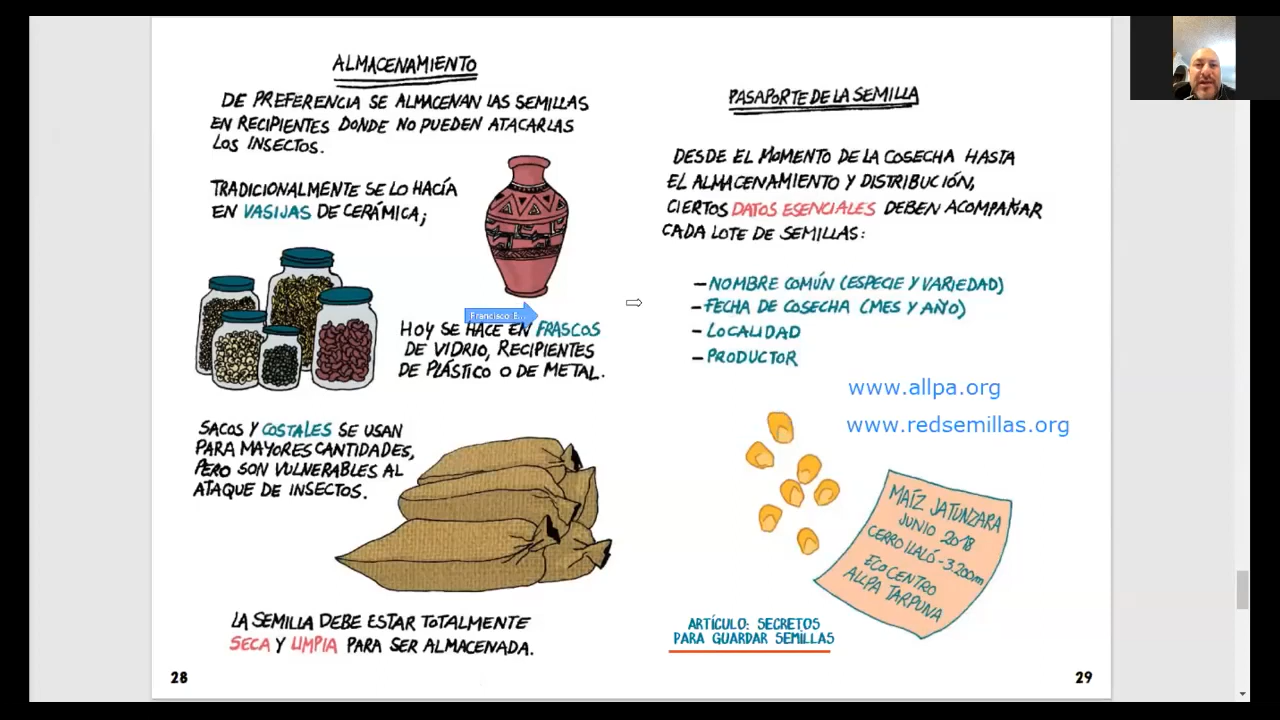 ALMACENAMIENTO
DE PREFERENCIA SE ALMACENAN LAS SEMILLAS
EN RECIPIENTES DONDE NO PUEDEN ATACARLAS
LOS INSECTOS.
TRADICIONALMENTE SE LO HACÍA
EN VASIJAS DE CERÁMICA;
Francisco E...
HOY SE HACE EN FRASCOS
DE VIDRIO, RECIPIENTES
DE PLÁSTICO O DE METAL.
SACOS Y COSTALES SE USAN
PARA MAYORES CANTIDADES,
PERO SON VULNERABLES AL
ATAQUE DE INSECTOS.
LA SEMILLA DEBE ESTAR TOTALMENTE
SECA Y LIMPIA PARA SER ALMACENADA.
28
PASAPORTE DE LA SEMILLA
DESDE EL MOMENTO DE LA COSECHA HASTA
EL ALMACENAMIENTO Y DISTRIBUCIÓN,
CIERTOS DATOS ESENCIALES DEBEN ACOMPAÑAR
CADA LOTE DE SEMILLAS:
– NOMBRE COMÚN (ESPECIE Y VARIEDAD)
– FECHA DE COSECHA (MES Y AÑO)
– LOCALIDAD
– PRODUCTOR
www.allpa.org
www.redsemillas.org
MAÍZ JATUNZARA
JUNIO 2018
CERRO ILALÓ - 3.200m
ECOCENTRO
ALLPA TARPUNA
ARTÍCULO: SECRETOS
PARA GUARDAR SEMILLAS
29